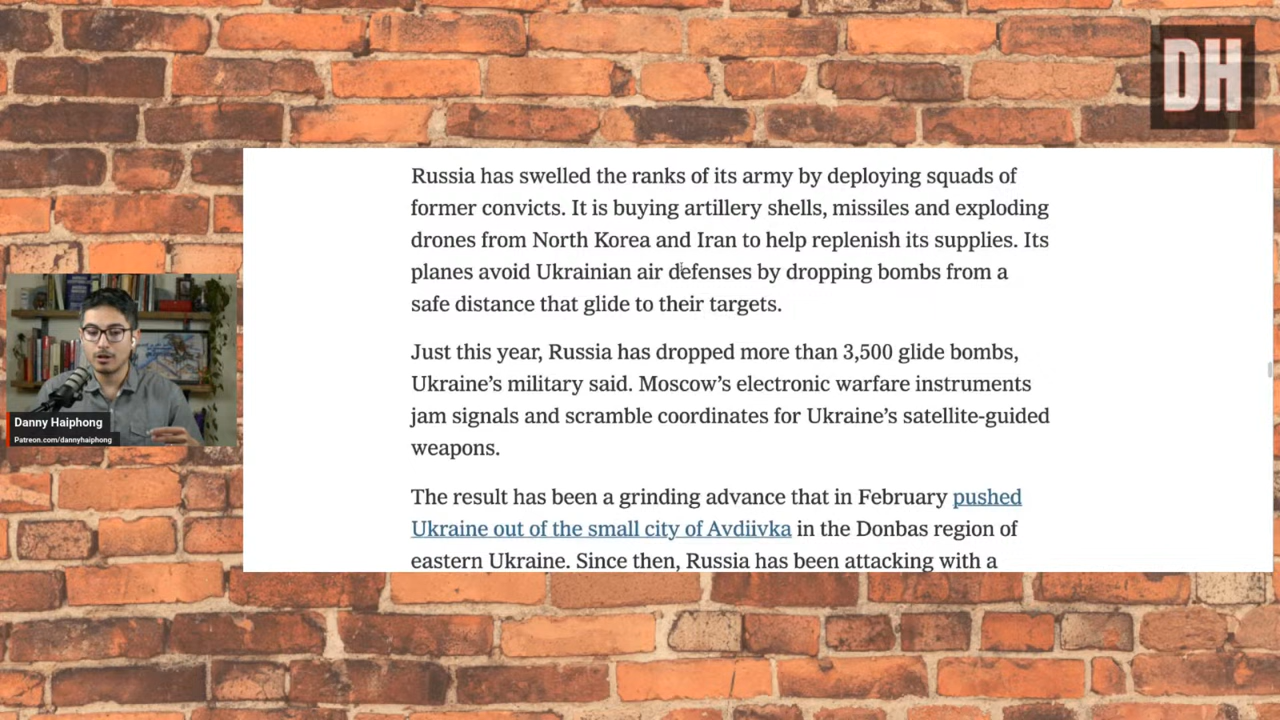 DH
Russia has swelled the ranks of its army by deploying squads of
former convicts. It is buying artillery shells, missiles and exploding
drones from North Korea and Iran to help replenish its supplies. Its
planes avoid Ukrainian air defenses by dropping bombs from a
safe distance that glide to their targets.
Just this year, Russia has dropped more than 3,500 glide bombs,
Ukraine’s military said. Moscow’s electronic warfare instruments
jam signals and scramble coordinates for Ukraine’s satellite-guided
weapons.
The result has been a grinding advance that in February pushed
Ukraine out of the small city of Avdiivka in the Donbas region of
eastern Ukraine. Since then, Russia has been attacking with a
Danny Haiphong
Patreon.com/dannyhaiphong